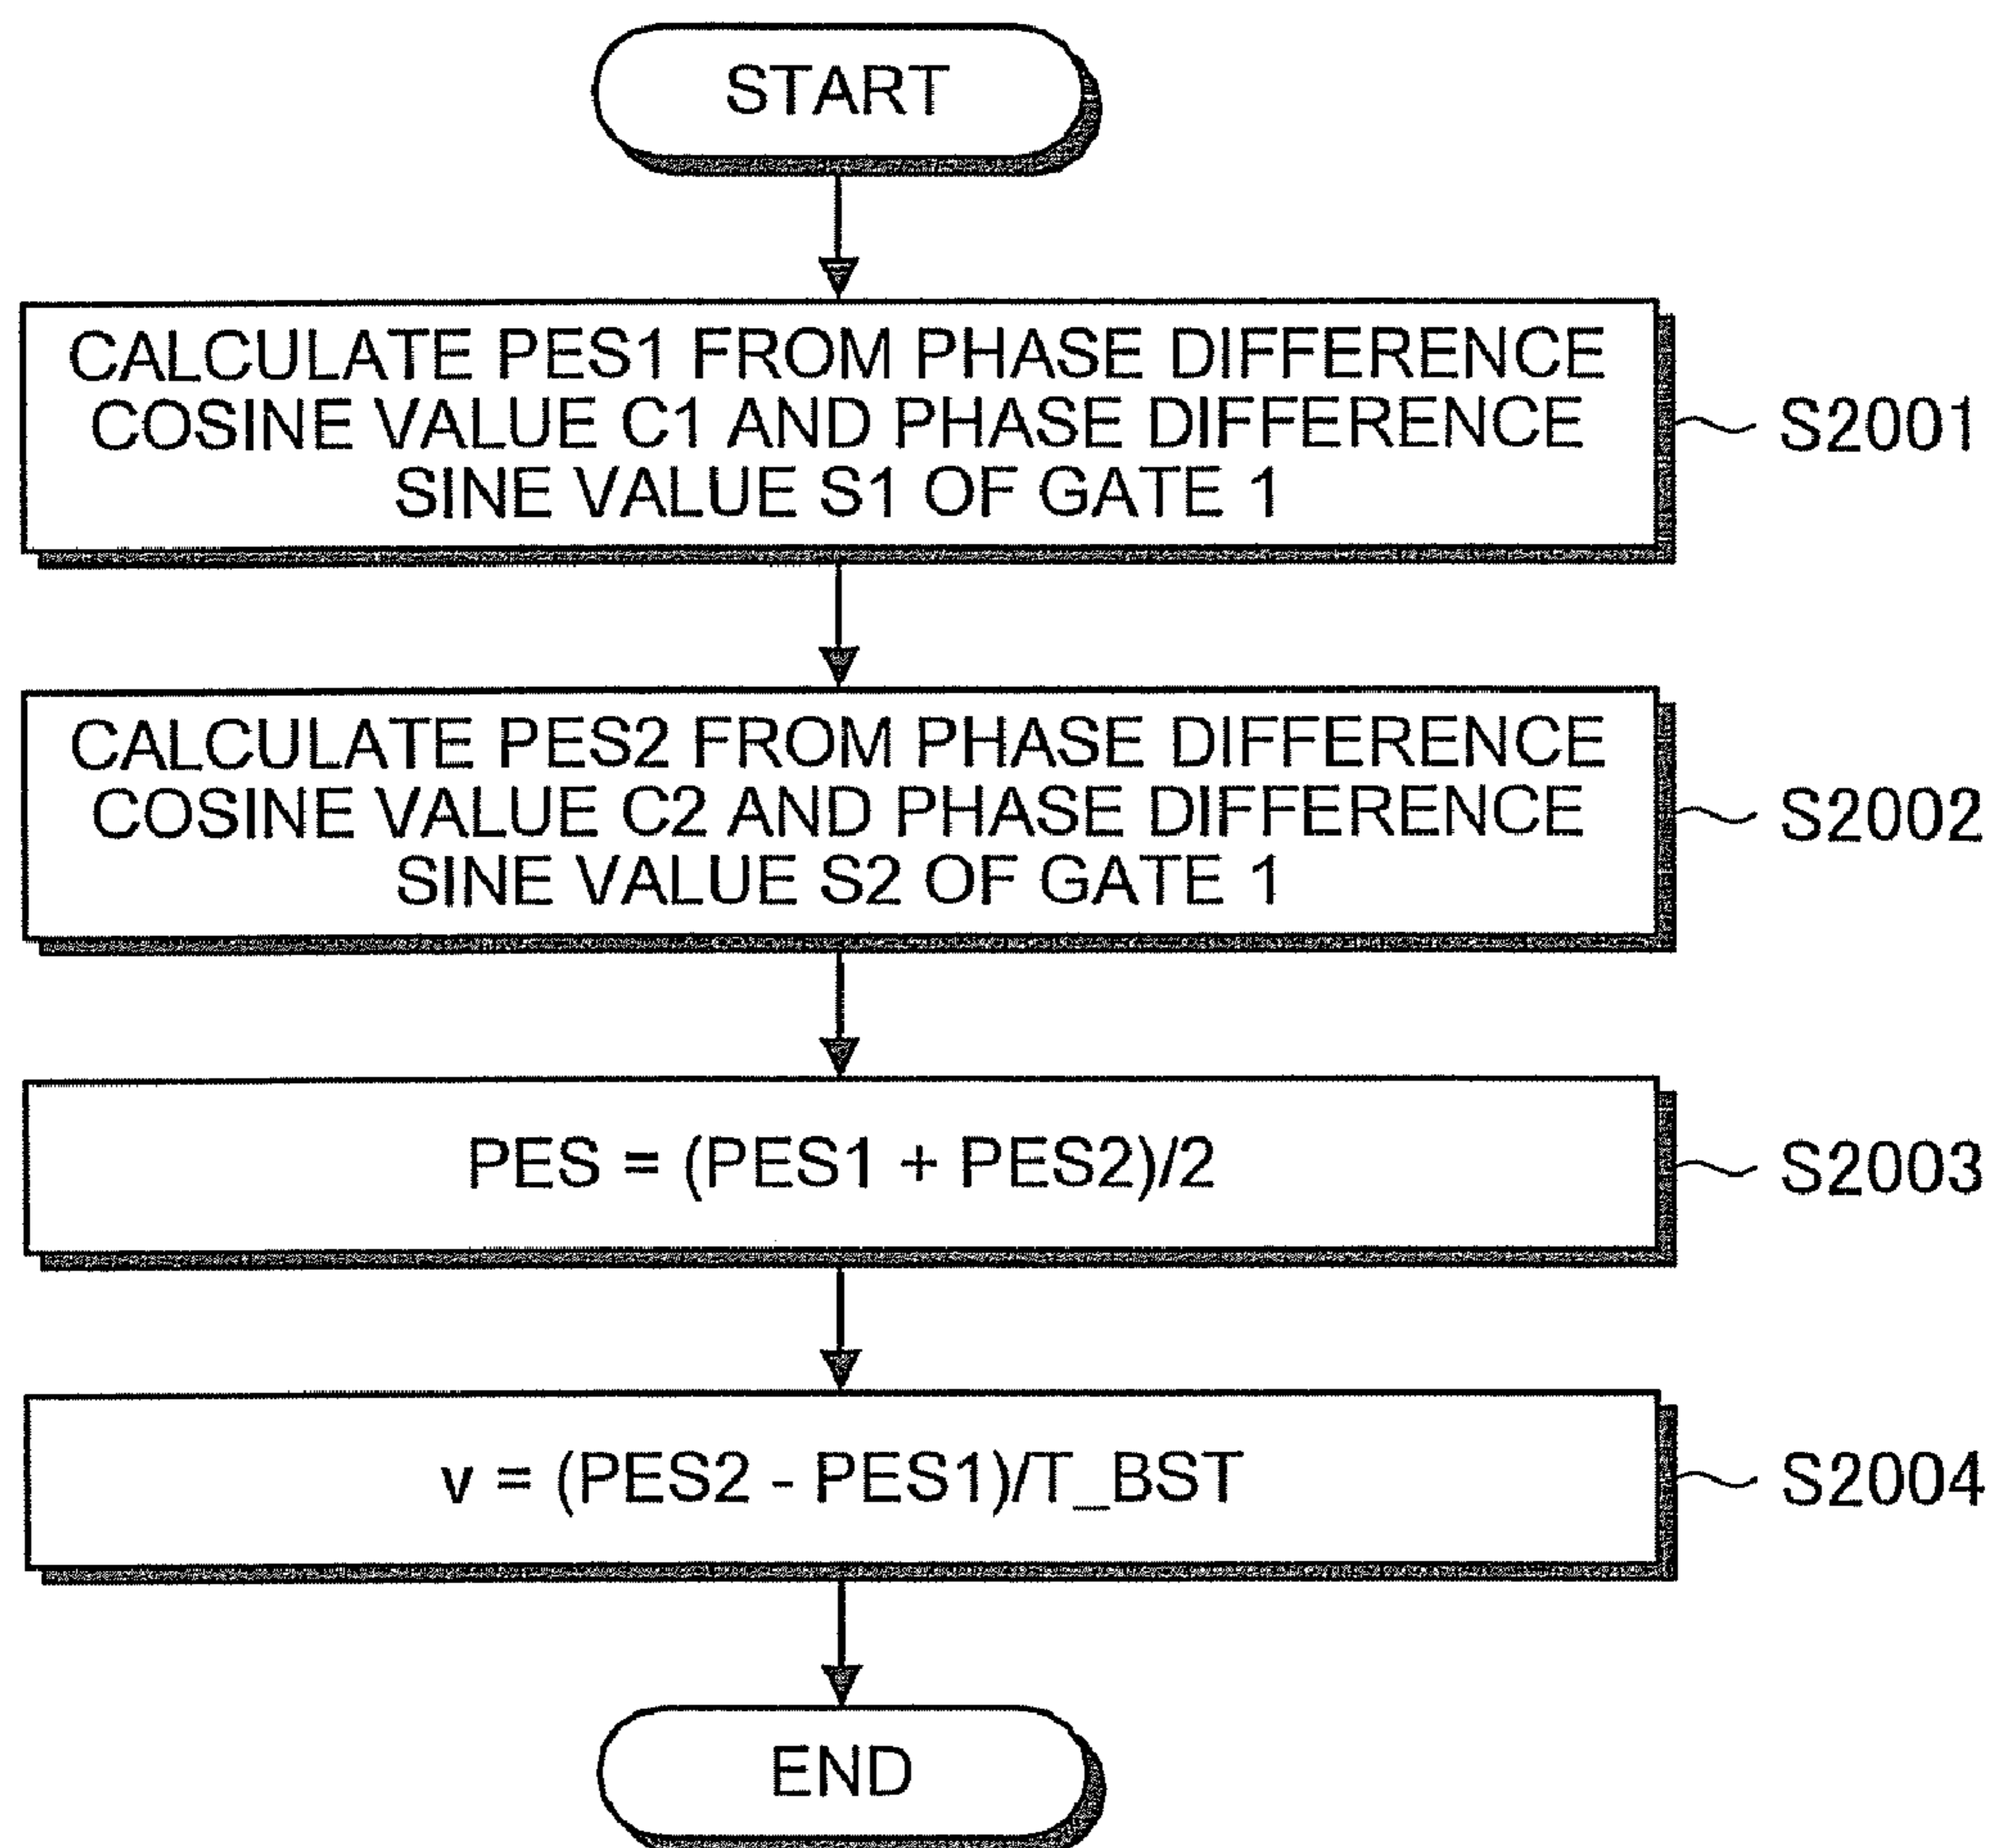 START
CALCULATE PES1 FROM PHASE DIFFERENCE
COSINE VALUE C1 AND PHASE DIFFERENCE
SINE VALUE S1 OF GATE 1
S2001
CALCULATE PES2 FROM PHASE DIFFERENCE
COSINE VALUE C2 AND PHASE DIFFERENCE
SINE VALUE S2 OF GATE 1
S2002
PES = (PES1 + PES2)/2
S2003
v = (PES2 - PES1)/T_BST
S2004
END